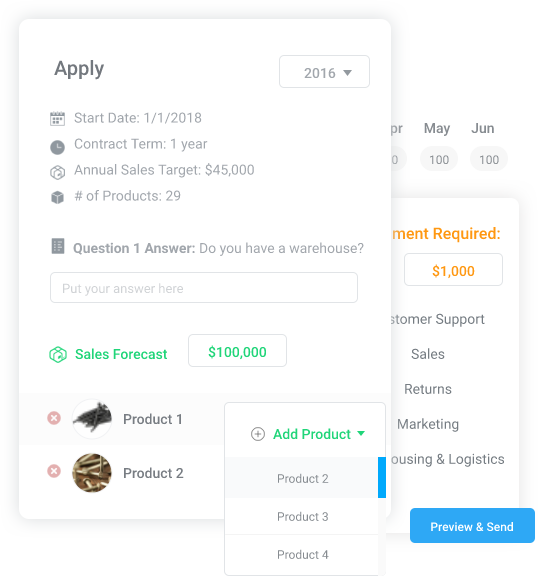 Apply
2016
Start Date: 1/1/2018
Contract Term: 1 year
Annual Sales Target: $45,000
# of Products: 29
Question 1 Answer: Do you have a warehouse?
Put your answer here
Sales Forecast $100,000
Product 1
Product 2
Add Product
Product 2
Product 3
Product 4
pr May Jun
0 100 100
ment Required:
$1,000
stomer Support
Sales
Returns
Marketing
ousing & Logistics
Preview & Send